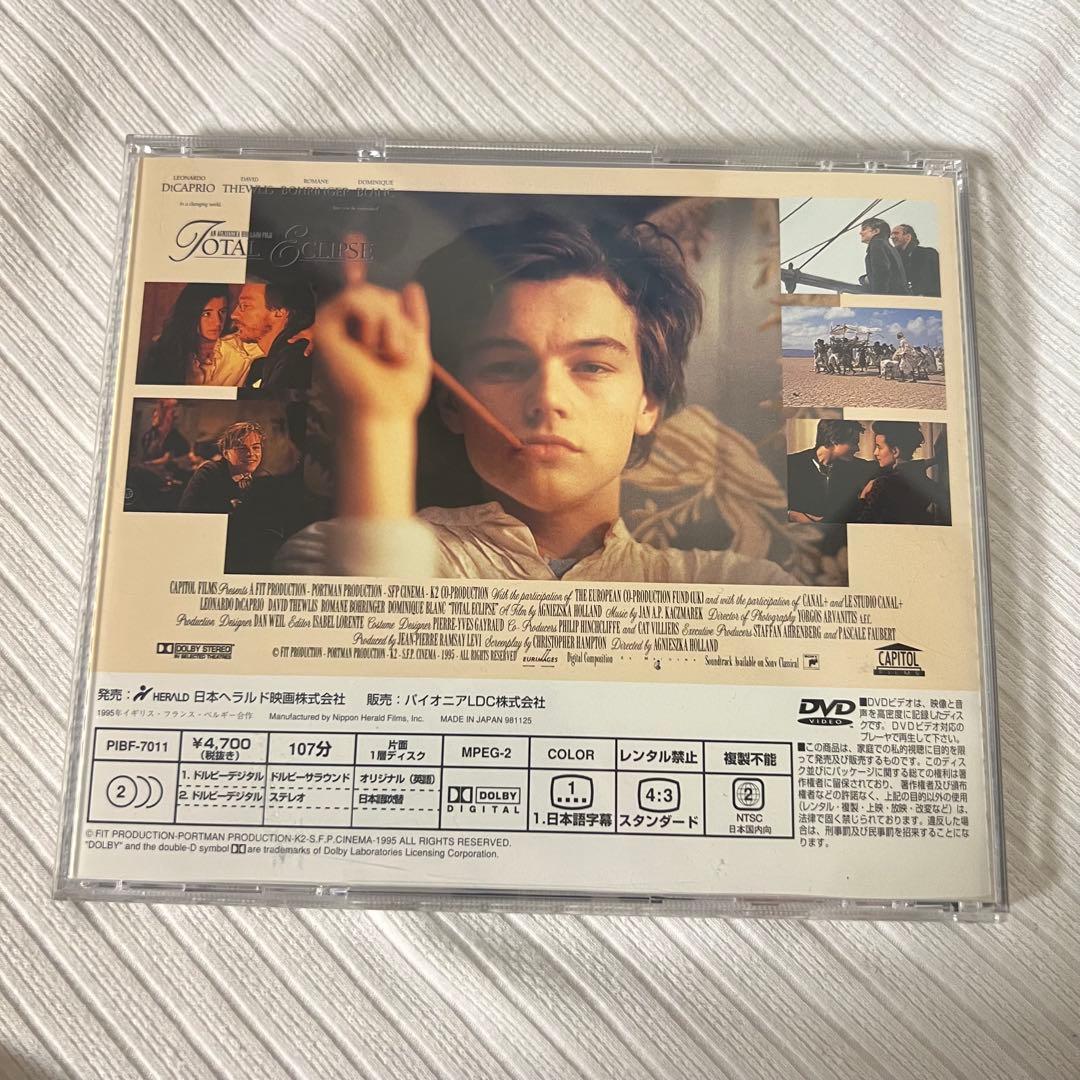 LEONARDO DICAPRIO DAVID THEWLIS ROMANE BOHRINGER DOMINIQUE BLANC
In a changing world,
AN AGNIESZKA HOLLAND FILM
TOTAL ECLIPSE
CAPITOL FILMS Presents A FIT PRODUCTION - PORTMAN PRODUCTION - SFP CINEMA - K2 CO-PRODUCTION With the participation of THE EUROPEAN CO-PRODUCTION FUND (UK) and with the participation of CANAL+ and LE STUDIO CANAL+
LEONARDO DiCAPRIO DAVID THEWLIS ROMANE BOHRINGER DOMINIQUE BLANC "TOTAL ECLIPSE" A Film by AGNIESZKA HOLLAND Music by JAN A.P. KACZMAREK Director of Photography YORGOS ARVANITIS
Production Designer DAN WEIL Editor ISABEL LORENTE Costume Designer PIERRE-YVES GAYRAUD Co-Producers PHILIP HINCHCLIFFE and CAT VILLIERS Executive Producers STAFFAN AHRENBERG and PASCALE FAUBERT
Produced by JEAN-PIERRE RAMSAY LEVI Screenplay by CHRISTOPHER HAMPTON Directed by AGNIESZKA HOLLAND
DOLBY STEREO
IN SELECTED THEATRES
© FIT PRODUCTION - PORTMAN PRODUCTION - K2 - S.F.P. CINEMA - 1995 - ALL RIGHTS RESERVED EURIMAGES Digital Composition Soundtrack Available on Sony Classical
CAPITOL
FILMS
発売：HERALD 日本ヘラルド映画株式会社 販売：パイオニアLDC株式会社
1995年イギリス・フランス・ベルギー合作 Manufactured by Nippon Herald Films, Inc. MADE IN JAPAN 981125
DVD
VIDEO
■DVDビデオは、映像と音
声を高密度に記録したディス
クです。DVDビデオ対応の
プレーヤで再生して下さい。
■この商品は、家庭での私的視聴に目的を限
って発売及び販売するものです。このディス
ク並びにパッケージに関する総ての権利は著
作権者に留保されており、著作権者及び頒布
権者などの許諾なく、上記の目的以外の使用
(レンタル・複製・上映・放映・改変など)は、
法律で固く禁じられております。違反した場
合は、刑事罰及び民事罰を招来することにな
ります。
PIBF-7011 ¥4,700 (税抜き) 107分 片面1層ディスク MPEG-2 COLOR レンタル禁止 複製不能
2
1. ドルビーデジタル ドルビーサラウンド オリジナル(英語)
2. ドルビーデジタル ステレオ 日本語吹替
DOLBY
DIGITAL
1
1.日本語字幕
4:3
スタンダード
2
NTSC
日本国内向
© FIT PRODUCTION-PORTMAN PRODUCTION-K2-S.F.P.CINEMA-1995 ALL RIGHTS RESERVED.
"DOLBY" and the double-D symbol are trademarks of Dolby Laboratories Licensing Corporation.